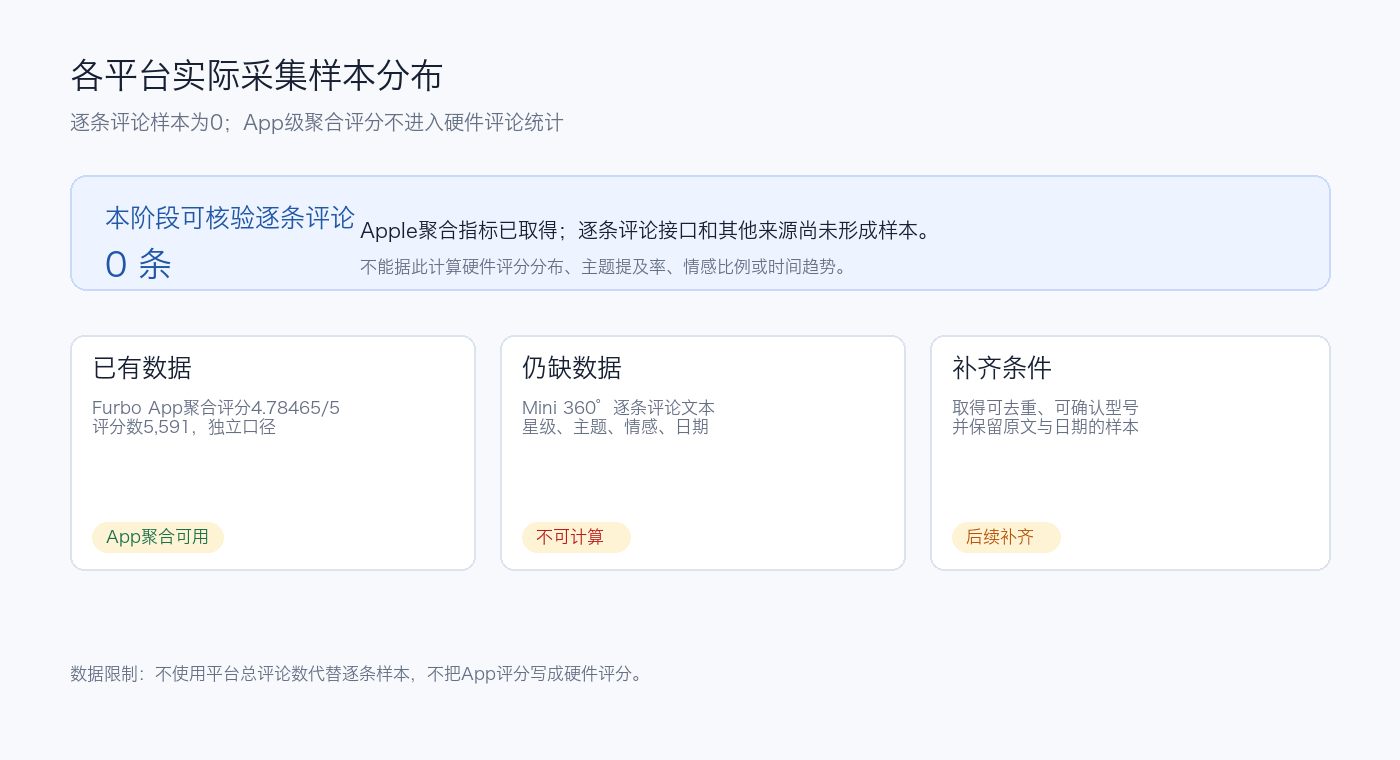 各平台实际采集样本分布
逐条评论样本为0；App级聚合评分不进入硬件评论统计
本阶段可核验逐条评论
0 条
Apple聚合指标已取得；逐条评论接口和其他来源尚未形成样本。
不能据此计算硬件评分分布、主题提及率、情感比例或时间趋势。
已有数据
Furbo App聚合评分4.78465/5
评分数5,591，独立口径
App聚合可用
仍缺数据
Mini 360°逐条评论文本
星级、主题、情感、日期
不可计算
补齐条件
取得可去重、可确认型号
并保留原文与日期的样本
后续补齐
数据限制：不使用平台总评论数代替逐条样本，不把App评分写成硬件评分。